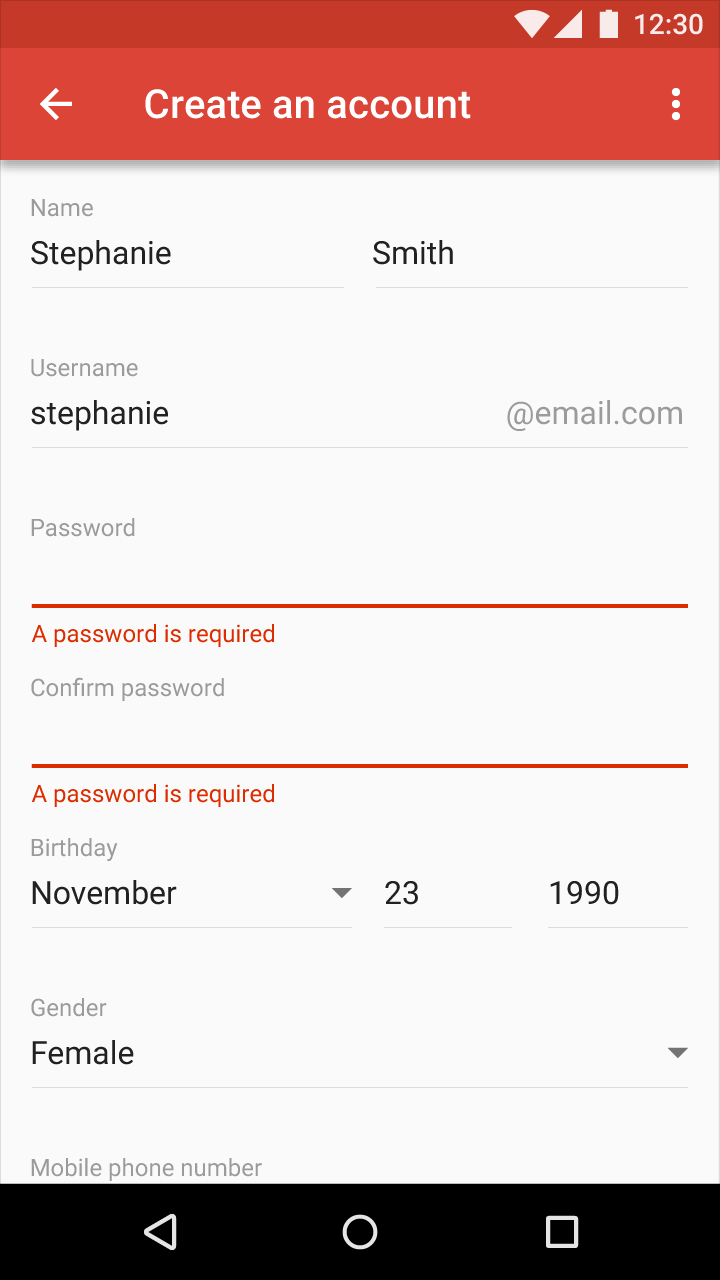 12:30
Create an account
Name
Stephanie Smith
Username
stephanie @email.com
Password
A password is required
Confirm password
A password is required
Birthday
November 23 1990
Gender
Female
Mobile phone number